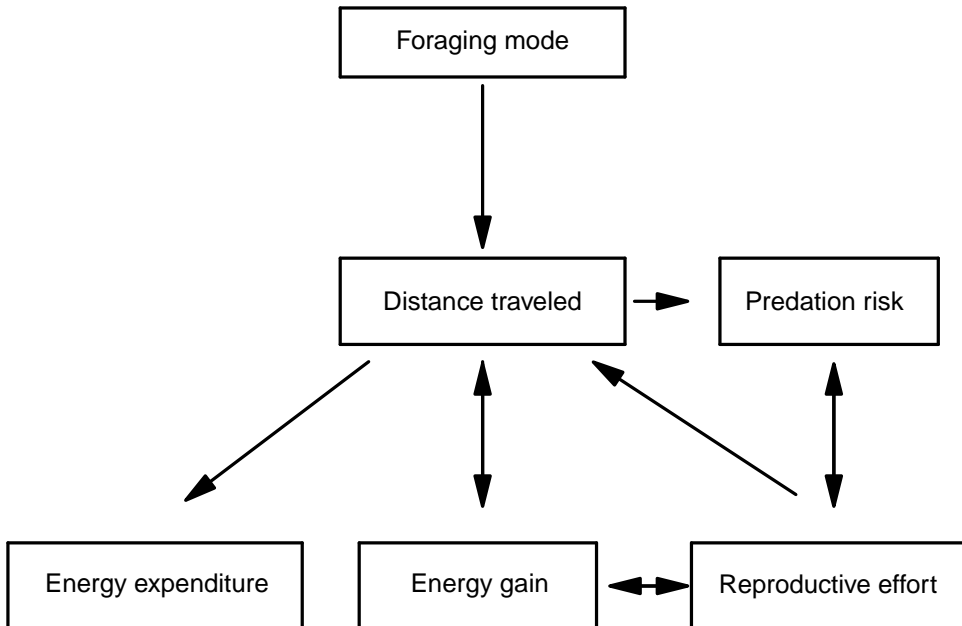 Foraging mode
Distance traveled
Predation risk
Energy expenditure
Energy gain
Reproductive effort